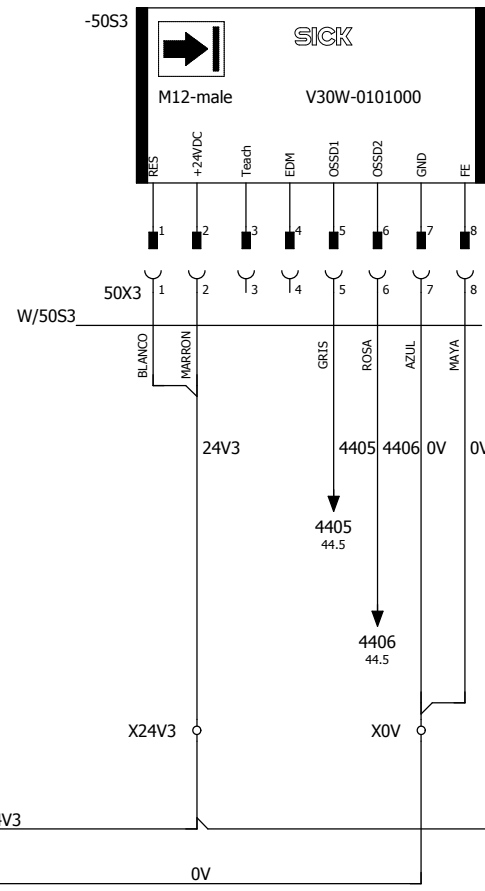 -50S3
SICK
M12-male V30W-0101000
RES +24VDC Teach EDM OSSD1 OSSD2 GND FE
1 2 3 4 5 6 7 8
50X3 1 2 3 4 5 6 7 8
W/50S3
BLANCO MARRON GRIS ROSA AZUL MAYA
24V3 4405 4406 0V 0V
4405
44.5
4406
44.5
X24V3 X0V
V3
0V